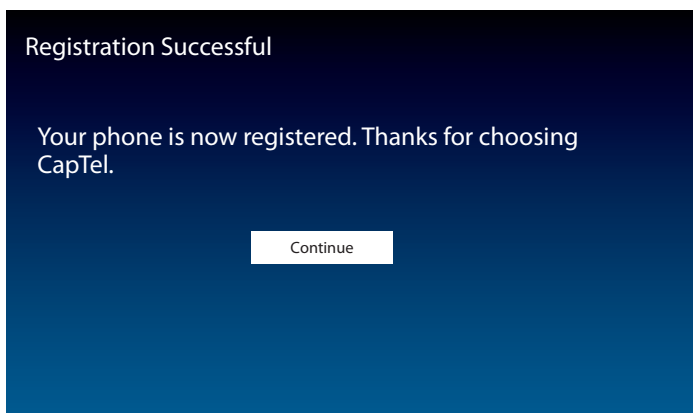 Registration Successful
Your phone is now registered. Thanks for choosing
CapTel.
Continue